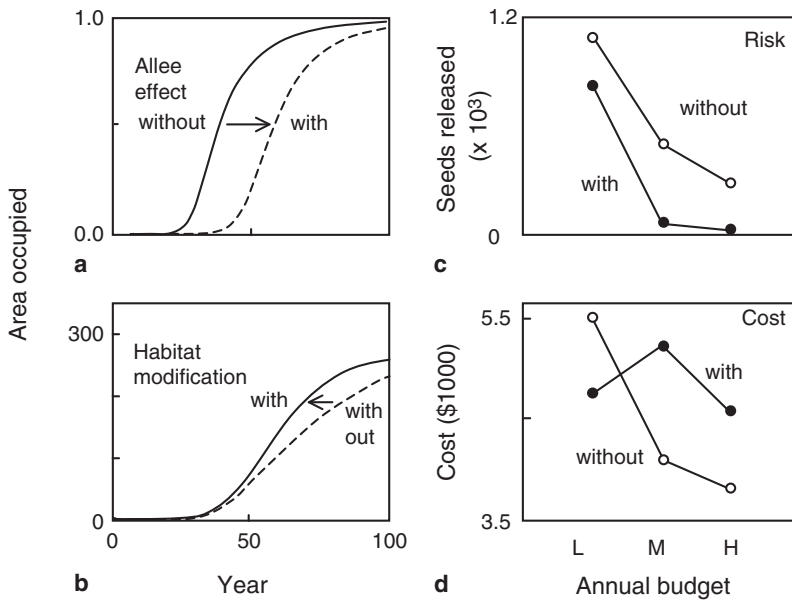 Area occupied
1.0
0.0
Allee
effect
without
with
a
300
0
Habitat
modification
with
with
out
0
50
100
b
Year
Seeds released
(x 10³)
1.2
0
Risk
without
with
c
Cost ($1000)
5.5
3.5
Cost
with
without
L M H
d
Annual budget